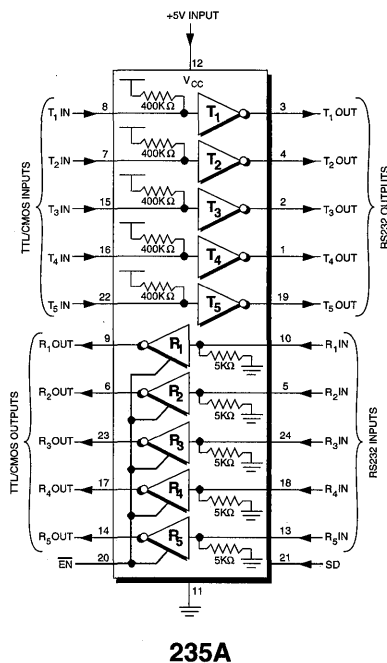 +5V INPUT
12
VCC
T1 IN 8 400KΩ T1 3 T1 OUT
T2 IN 7 400KΩ T2 4 T2 OUT
T3 IN 15 400KΩ T3 2 T3 OUT
T4 IN 16 400KΩ T4 1 T4 OUT
T5 IN 22 400KΩ T5 19 T5 OUT
TTL/CMOS INPUTS
RS232 OUTPUTS
R1 OUT 9 R1 5KΩ 10 R1 IN
R2 OUT 6 R2 5KΩ 5 R2 IN
R3 OUT 23 R3 5KΩ 24 R3 IN
R4 OUT 17 R4 5KΩ 18 R4 IN
R5 OUT 14 R5 5KΩ 13 R5 IN
TTL/CMOS OUTPUTS
RS232 INPUTS
E̅N̅ 20 21 SD
11
235A